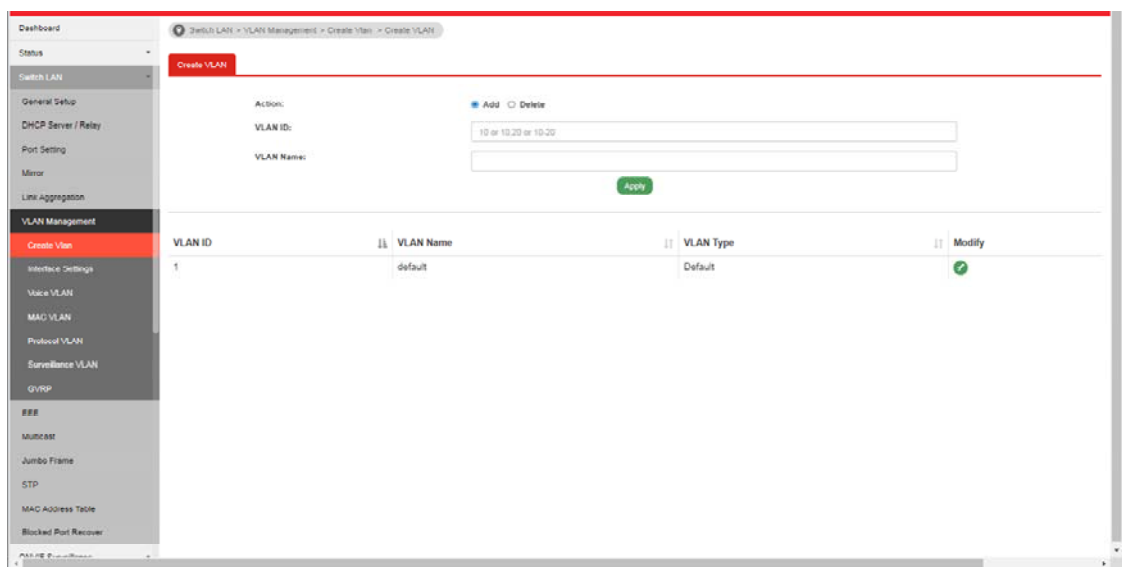 Dashboard
Switch LAN > VLAN Management > Create Vlan > Create VLAN
Status
Create VLAN
Switch LAN
General Setup
Action:
Add
Delete
DHCP Server / Relay
VLAN ID:
10 or 10,20 or 10-20
Port Setting
VLAN Name:
Mirror
Apply
Link Aggregation
VLAN Management
Create Vlan
VLAN ID
VLAN Name
VLAN Type
Modify
Interface Settings
1
default
Default
Voice VLAN
MAC VLAN
Protocol VLAN
Surveillance VLAN
GVRP
EEE
Multicast
Jumbo Frame
STP
MAC Address Table
Blocked Port Recover
ONVIF Surveillance